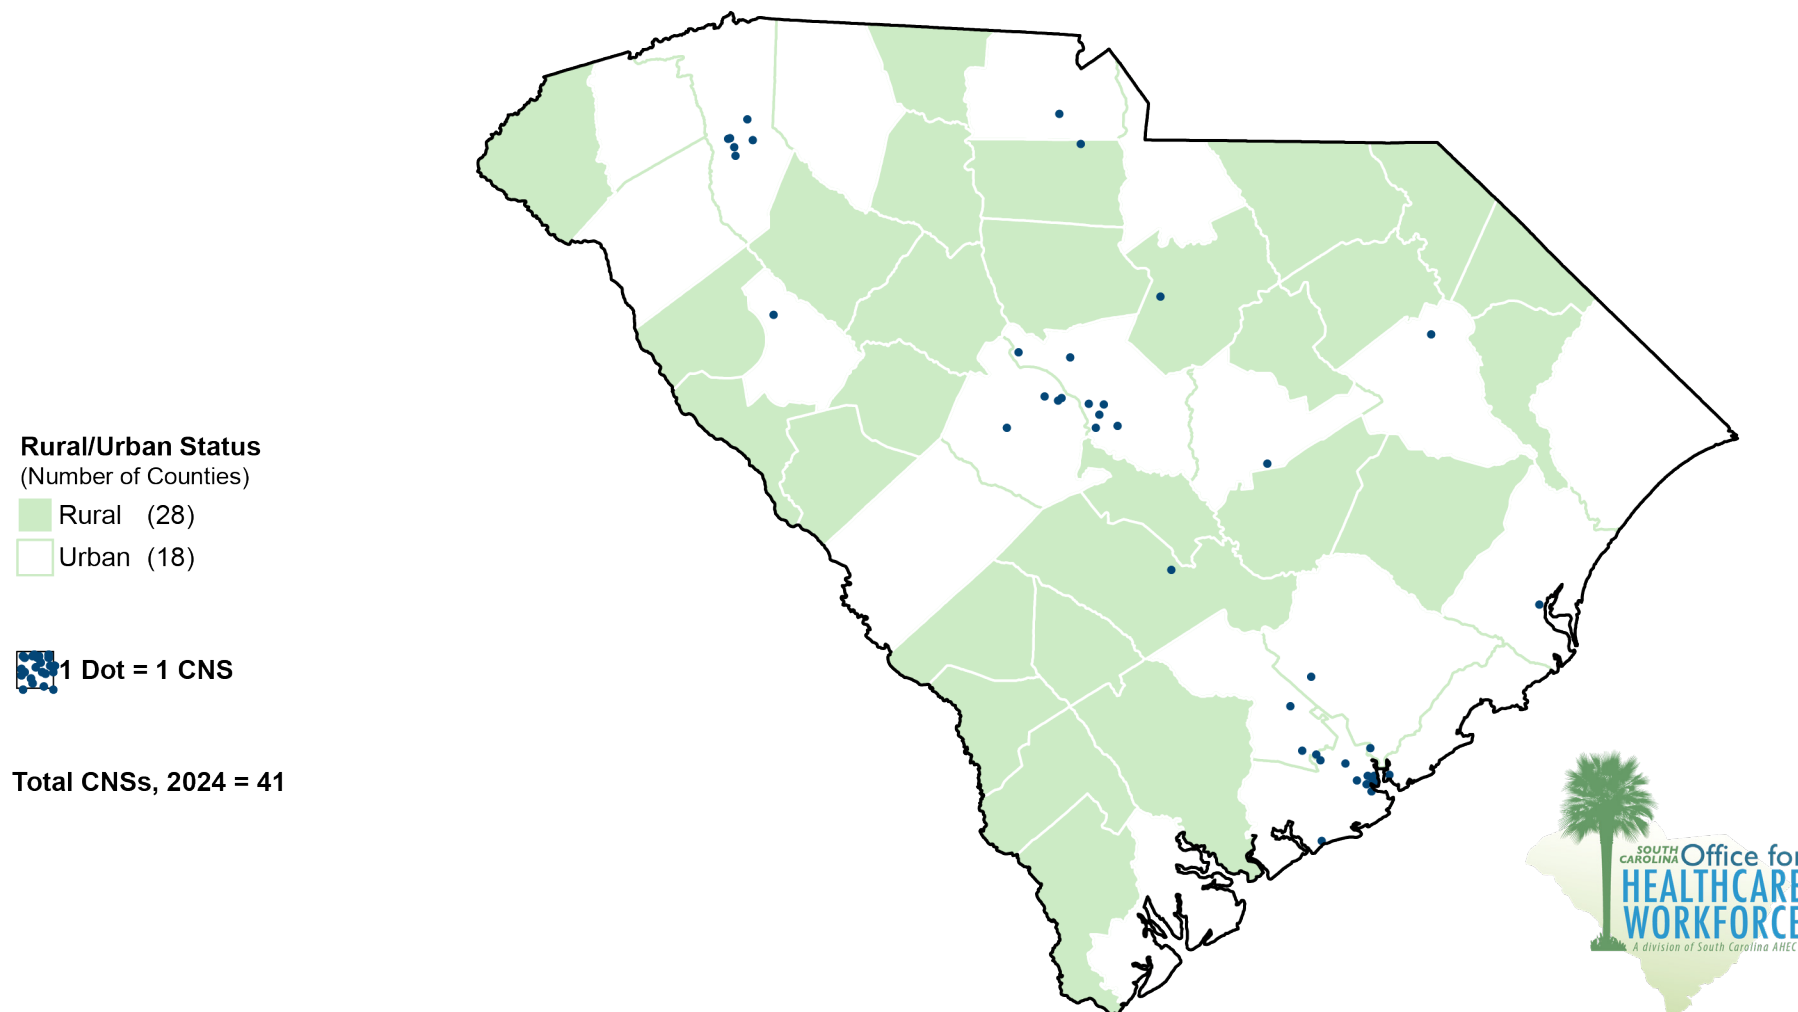 Rural/Urban Status
(Number of Counties)
Rural (28)
Urban (18)
1 Dot = 1 CNS
Total CNSs, 2024 = 41
SOUTH CAROLINA Office for
HEALTHCARE
WORKFORCE
A division of South Carolina AHEC